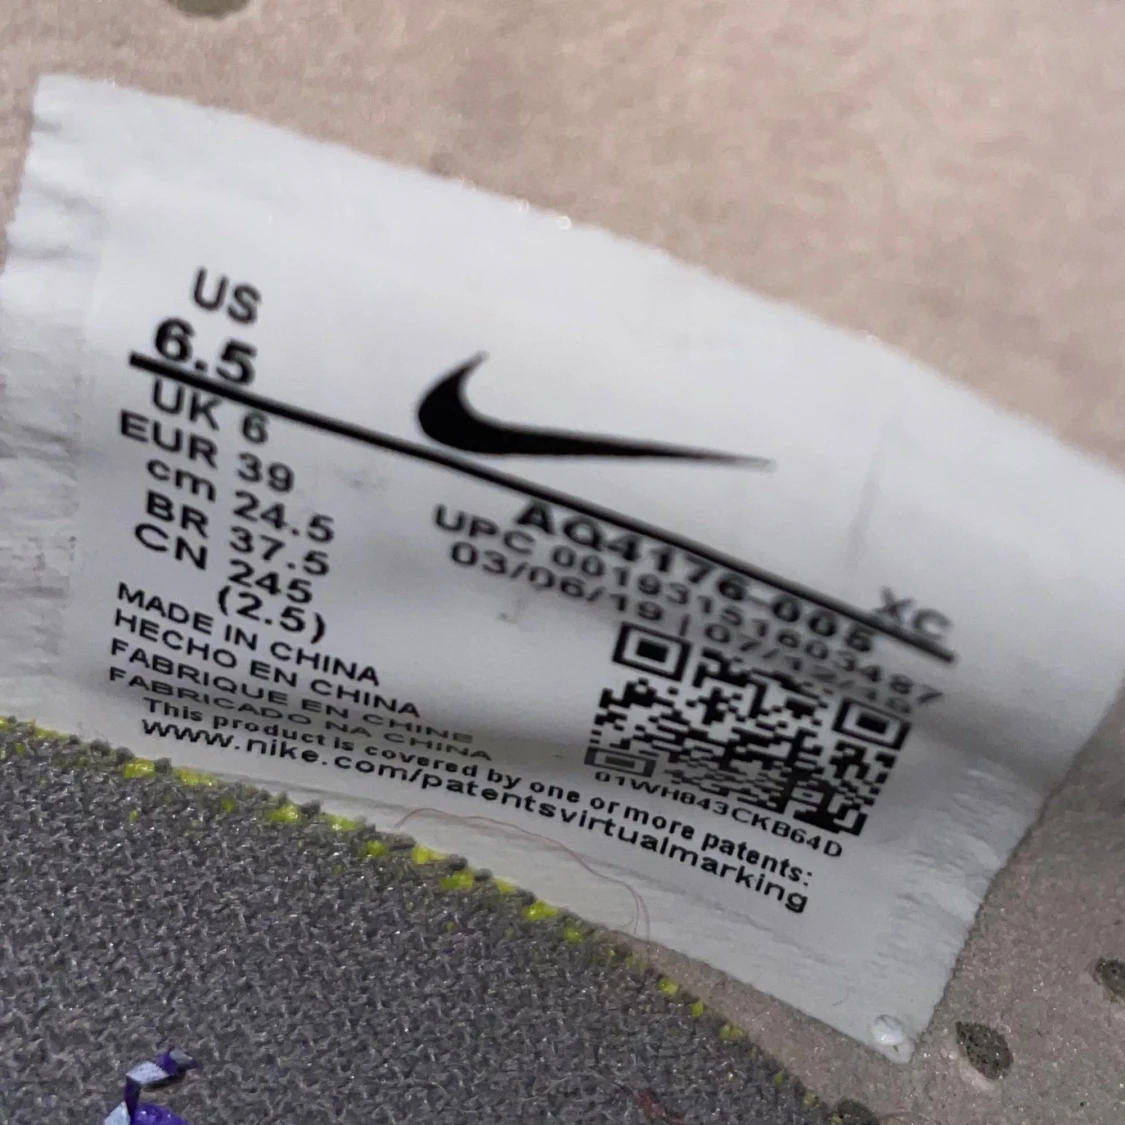 US
6.5
UK 6
EUR 39
cm 24.5
BR 37.5
CN 245
(2.5)
AQ4176-005 XC
UPC 00193151603487
03/06/19 | 07/12/19
MADE IN CHINA
HECHO EN CHINA
FABRIQUE EN CHINE
FABRICADO NA CHINA
01WH843CKB64D
This product is covered by one or more patents:
www.nike.com/patentsvirtualmarking